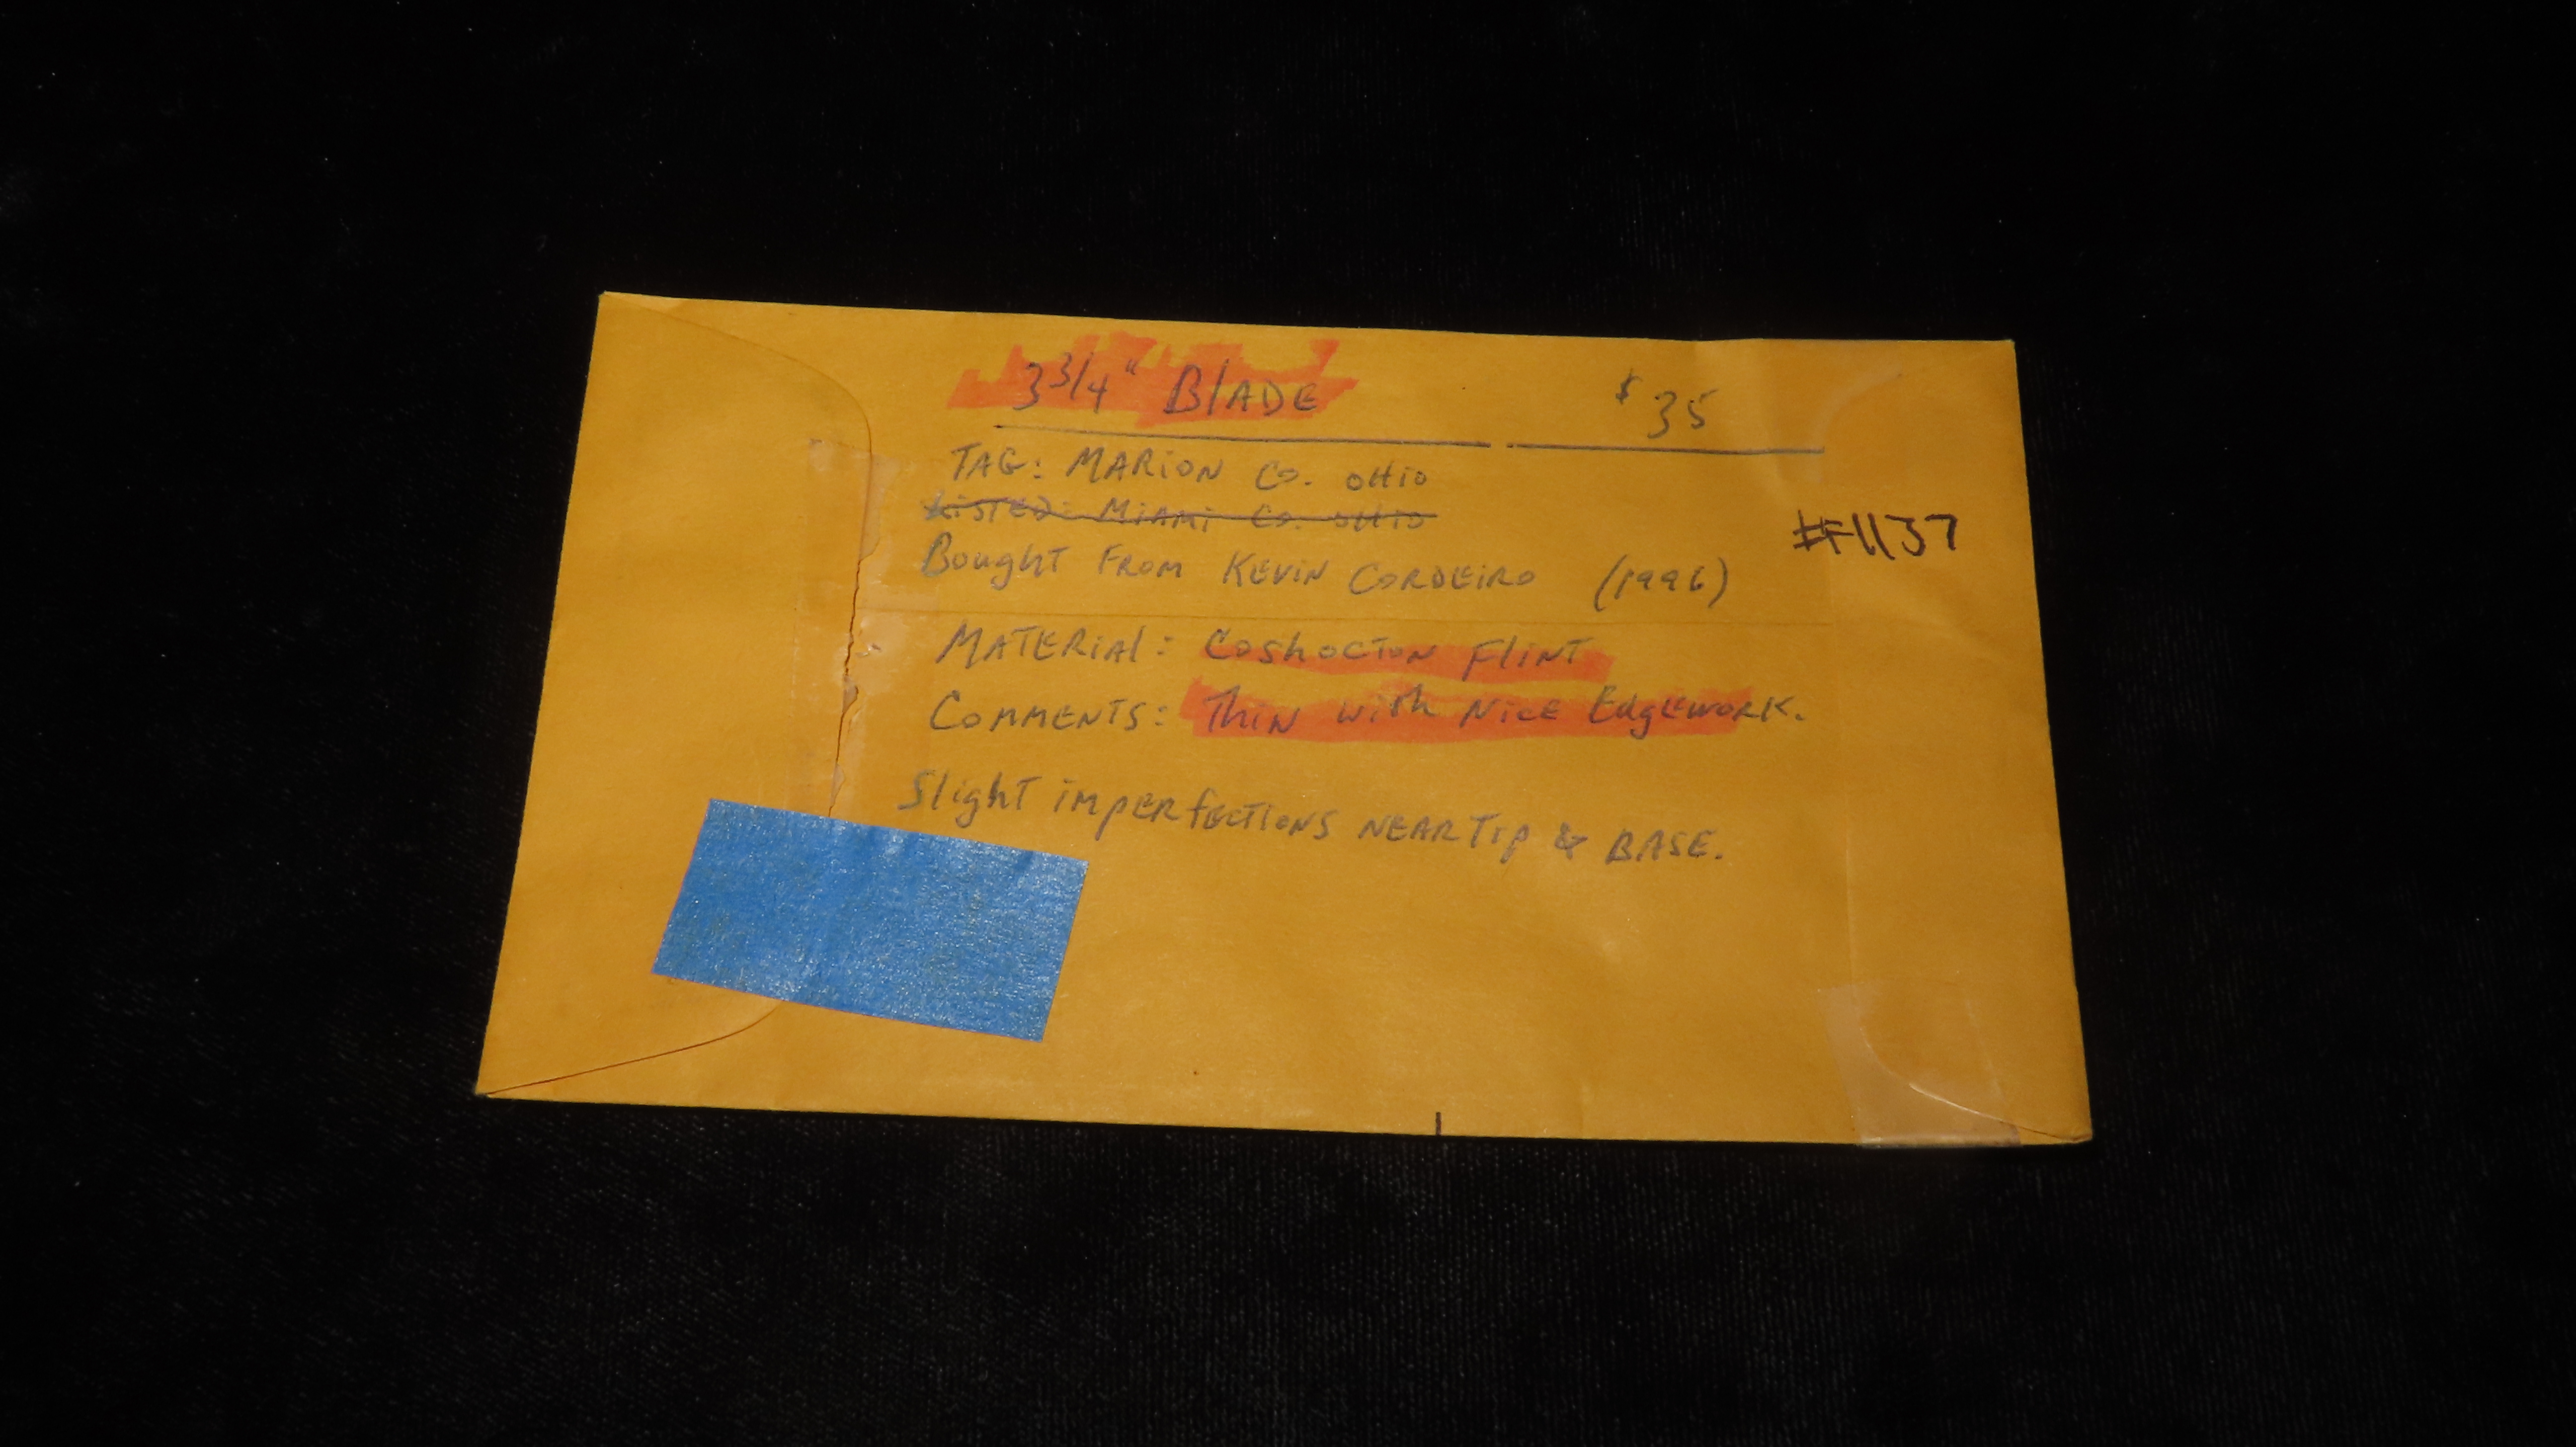 3 3/4" BlADE $35
TAG: MARiON Co. oHio
LiSTED: MiAMi Co. oHio
BoughT FROM KEViN CORDEiRO (1996)
#F1137
MATERiAl: CoshocToN FliNT
COMMENTS: ThiN wiTh NicE EdgEwoRK.
SlighT iMpERfEcTioNS NEAR Tip & BASE.